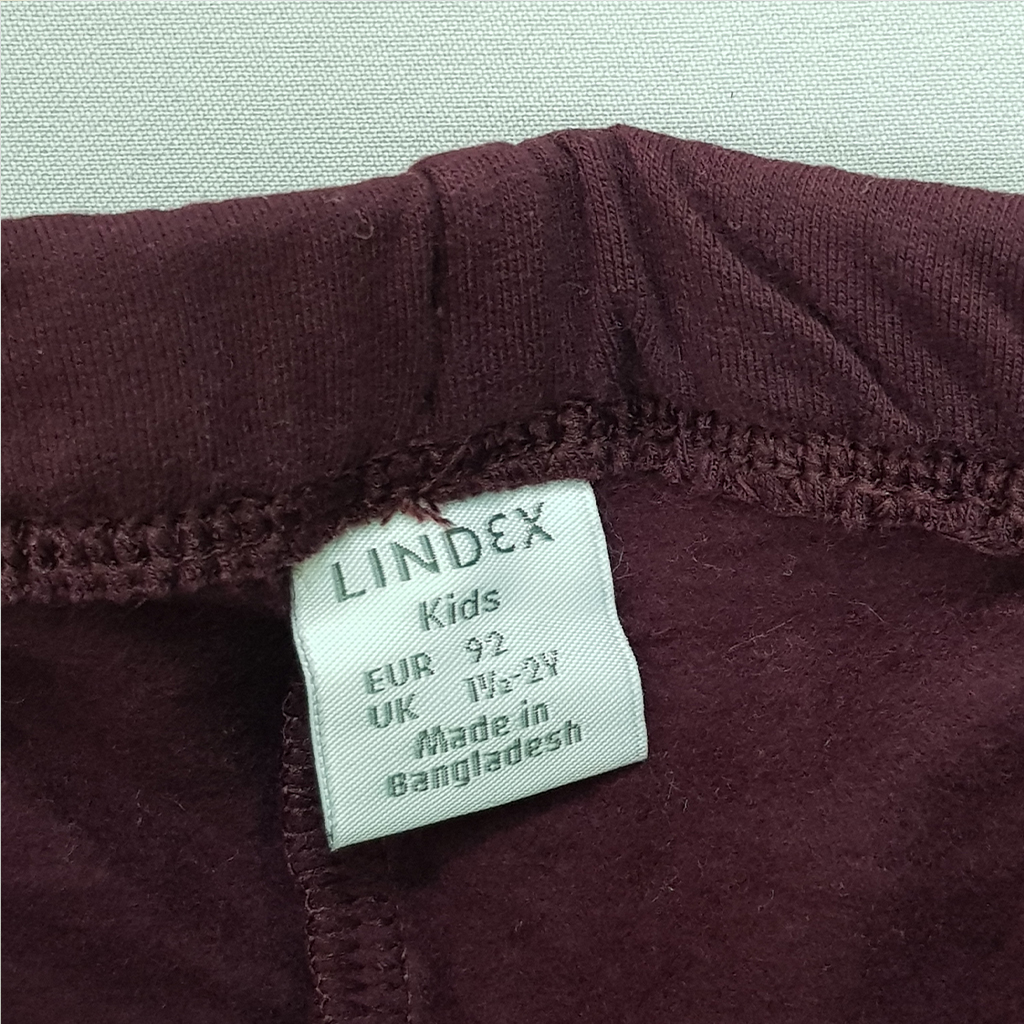 LINDEX
Kids
EUR 92
UK 1½-2Y
Made in
Bangladesh